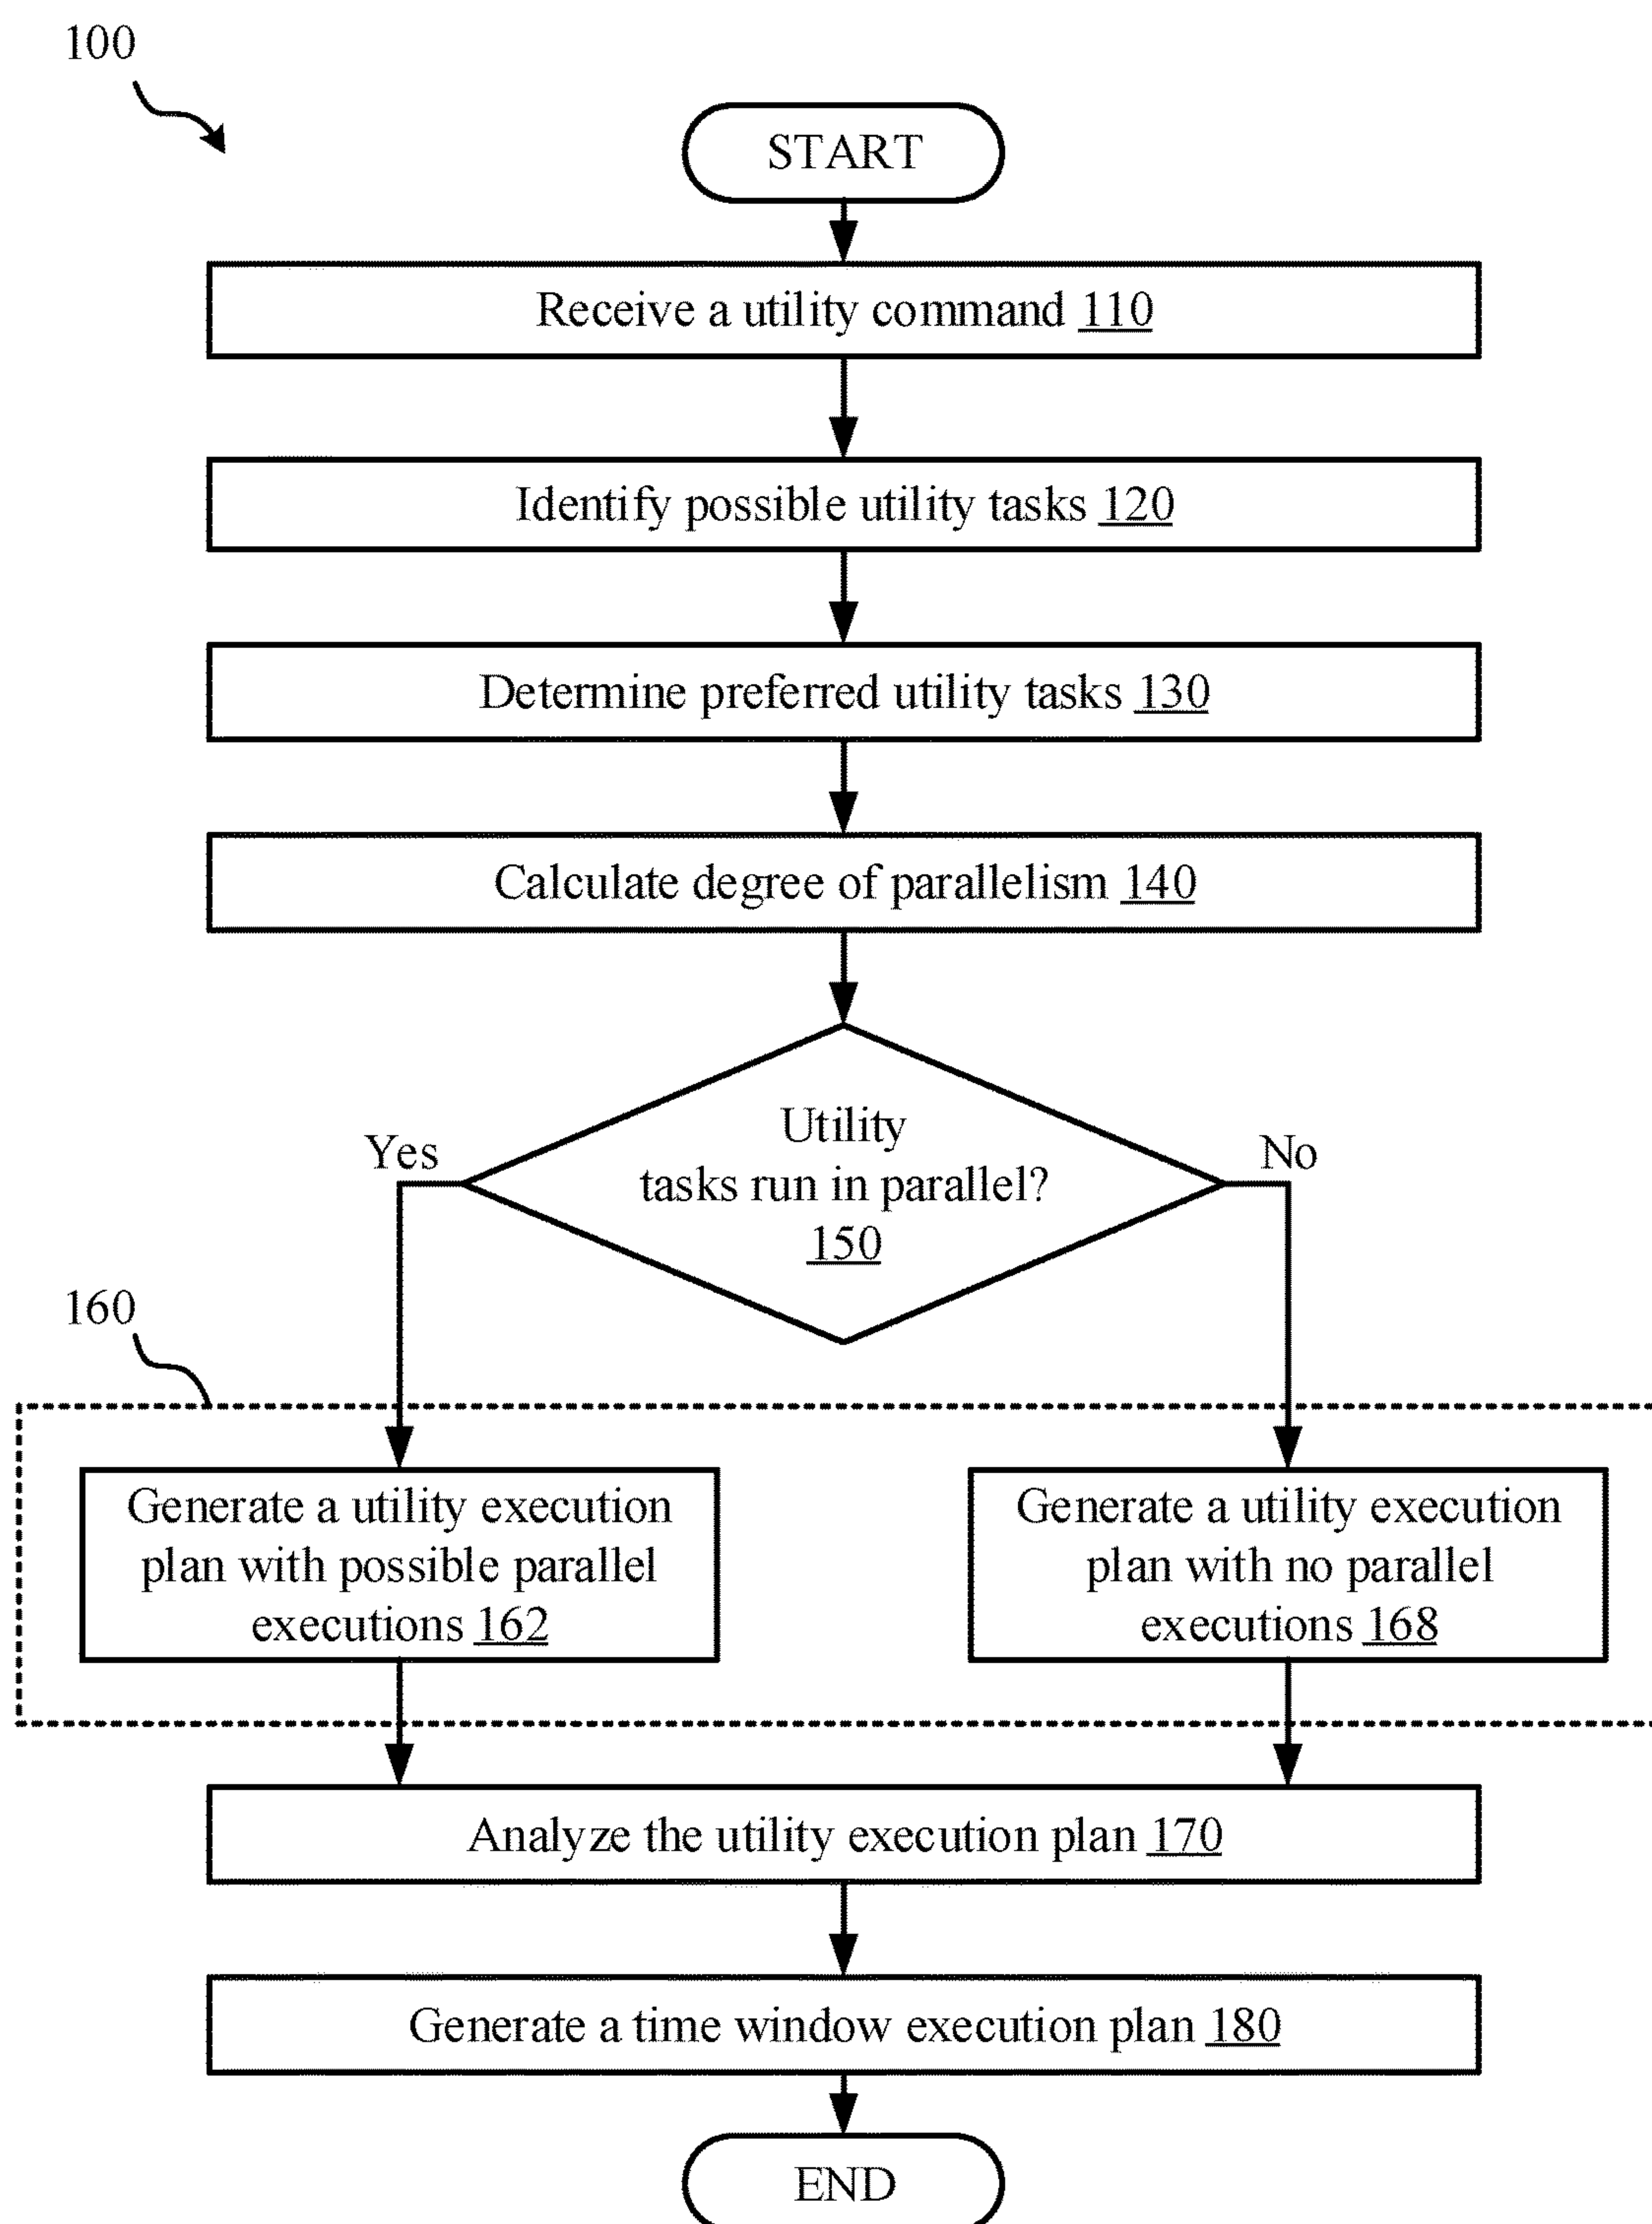 100
START
Receive a utility command 110
Identify possible utility tasks 120
Determine preferred utility tasks 130
Calculate degree of parallelism 140
Utility
tasks run in parallel?
150
Yes
No
160
Generate a utility execution
plan with possible parallel
executions 162
Generate a utility execution
plan with no parallel
executions 168
Analyze the utility execution plan 170
Generate a time window execution plan 180
END